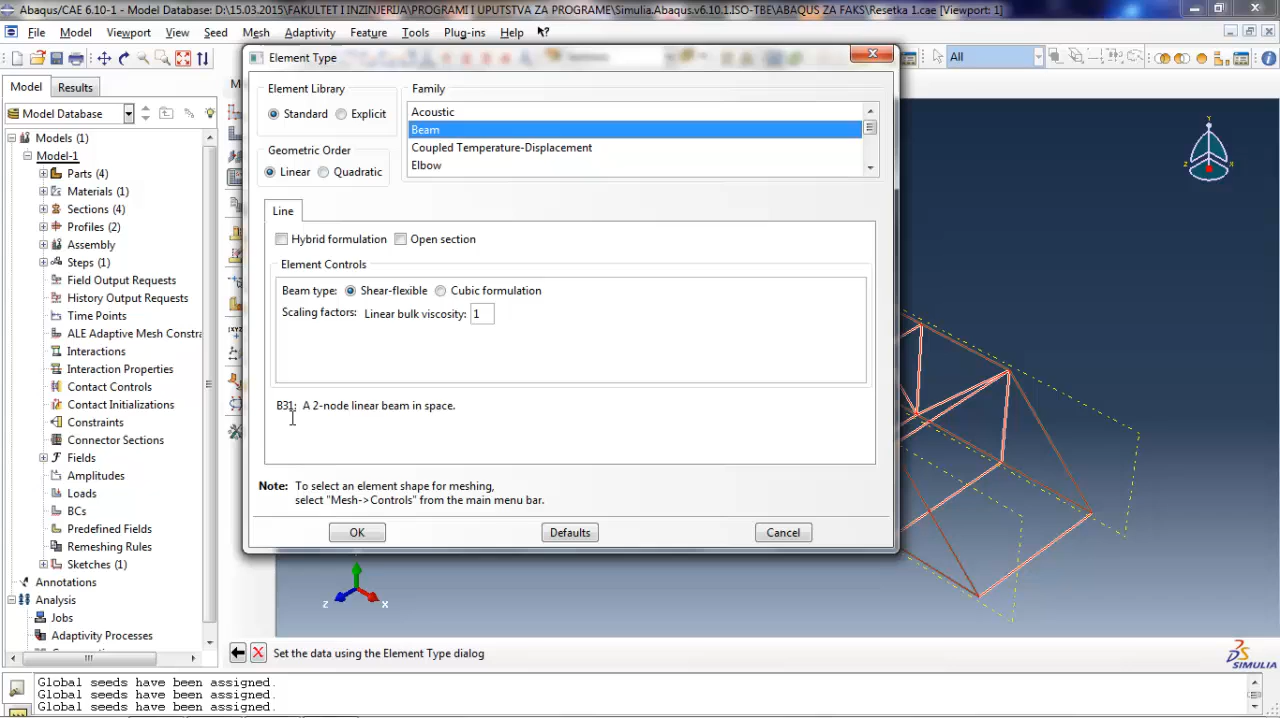 Abaqus/CAE 6.10-1 - Model Database: D:\15.03.2015\FAKULTET I INZINJERIJA\PROGRAMI I UPUTSTVA ZA PROGRAME\Simulia.Abaqus.v6.10.1.ISO-TBE\ABAQUS ZA FAKS\Resetka 1.cae [Viewport: 1]
File Model Viewport View Seed Mesh Adaptivity Feature Tools Plug-ins Help
All
Model Results
Model Database
Models (1)
Model-1
Parts (4)
Materials (1)
Sections (4)
Profiles (2)
Assembly
Steps (1)
Field Output Requests
History Output Requests
Time Points
ALE Adaptive Mesh Constra
Interactions
Interaction Properties
Contact Controls
Contact Initializations
Constraints
Connector Sections
Fields
Amplitudes
Loads
BCs
Predefined Fields
Remeshing Rules
Sketches (1)
Annotations
Analysis
Jobs
Adaptivity Processes
Element Type
Element Library
Standard Explicit
Geometric Order
Linear Quadratic
Family
Acoustic
Beam
Coupled Temperature-Displacement
Elbow
Line
Hybrid formulation Open section
Element Controls
Beam type: Shear-flexible Cubic formulation
Scaling factors: Linear bulk viscosity: 1
B31: A 2-node linear beam in space.
Note: To select an element shape for meshing,
select "Mesh->Controls" from the main menu bar.
OK Defaults Cancel
Y
Z X
Z X
Set the data using the Element Type dialog
SIMULIA
Global seeds have been assigned.
Global seeds have been assigned.
Global seeds have been assigned.